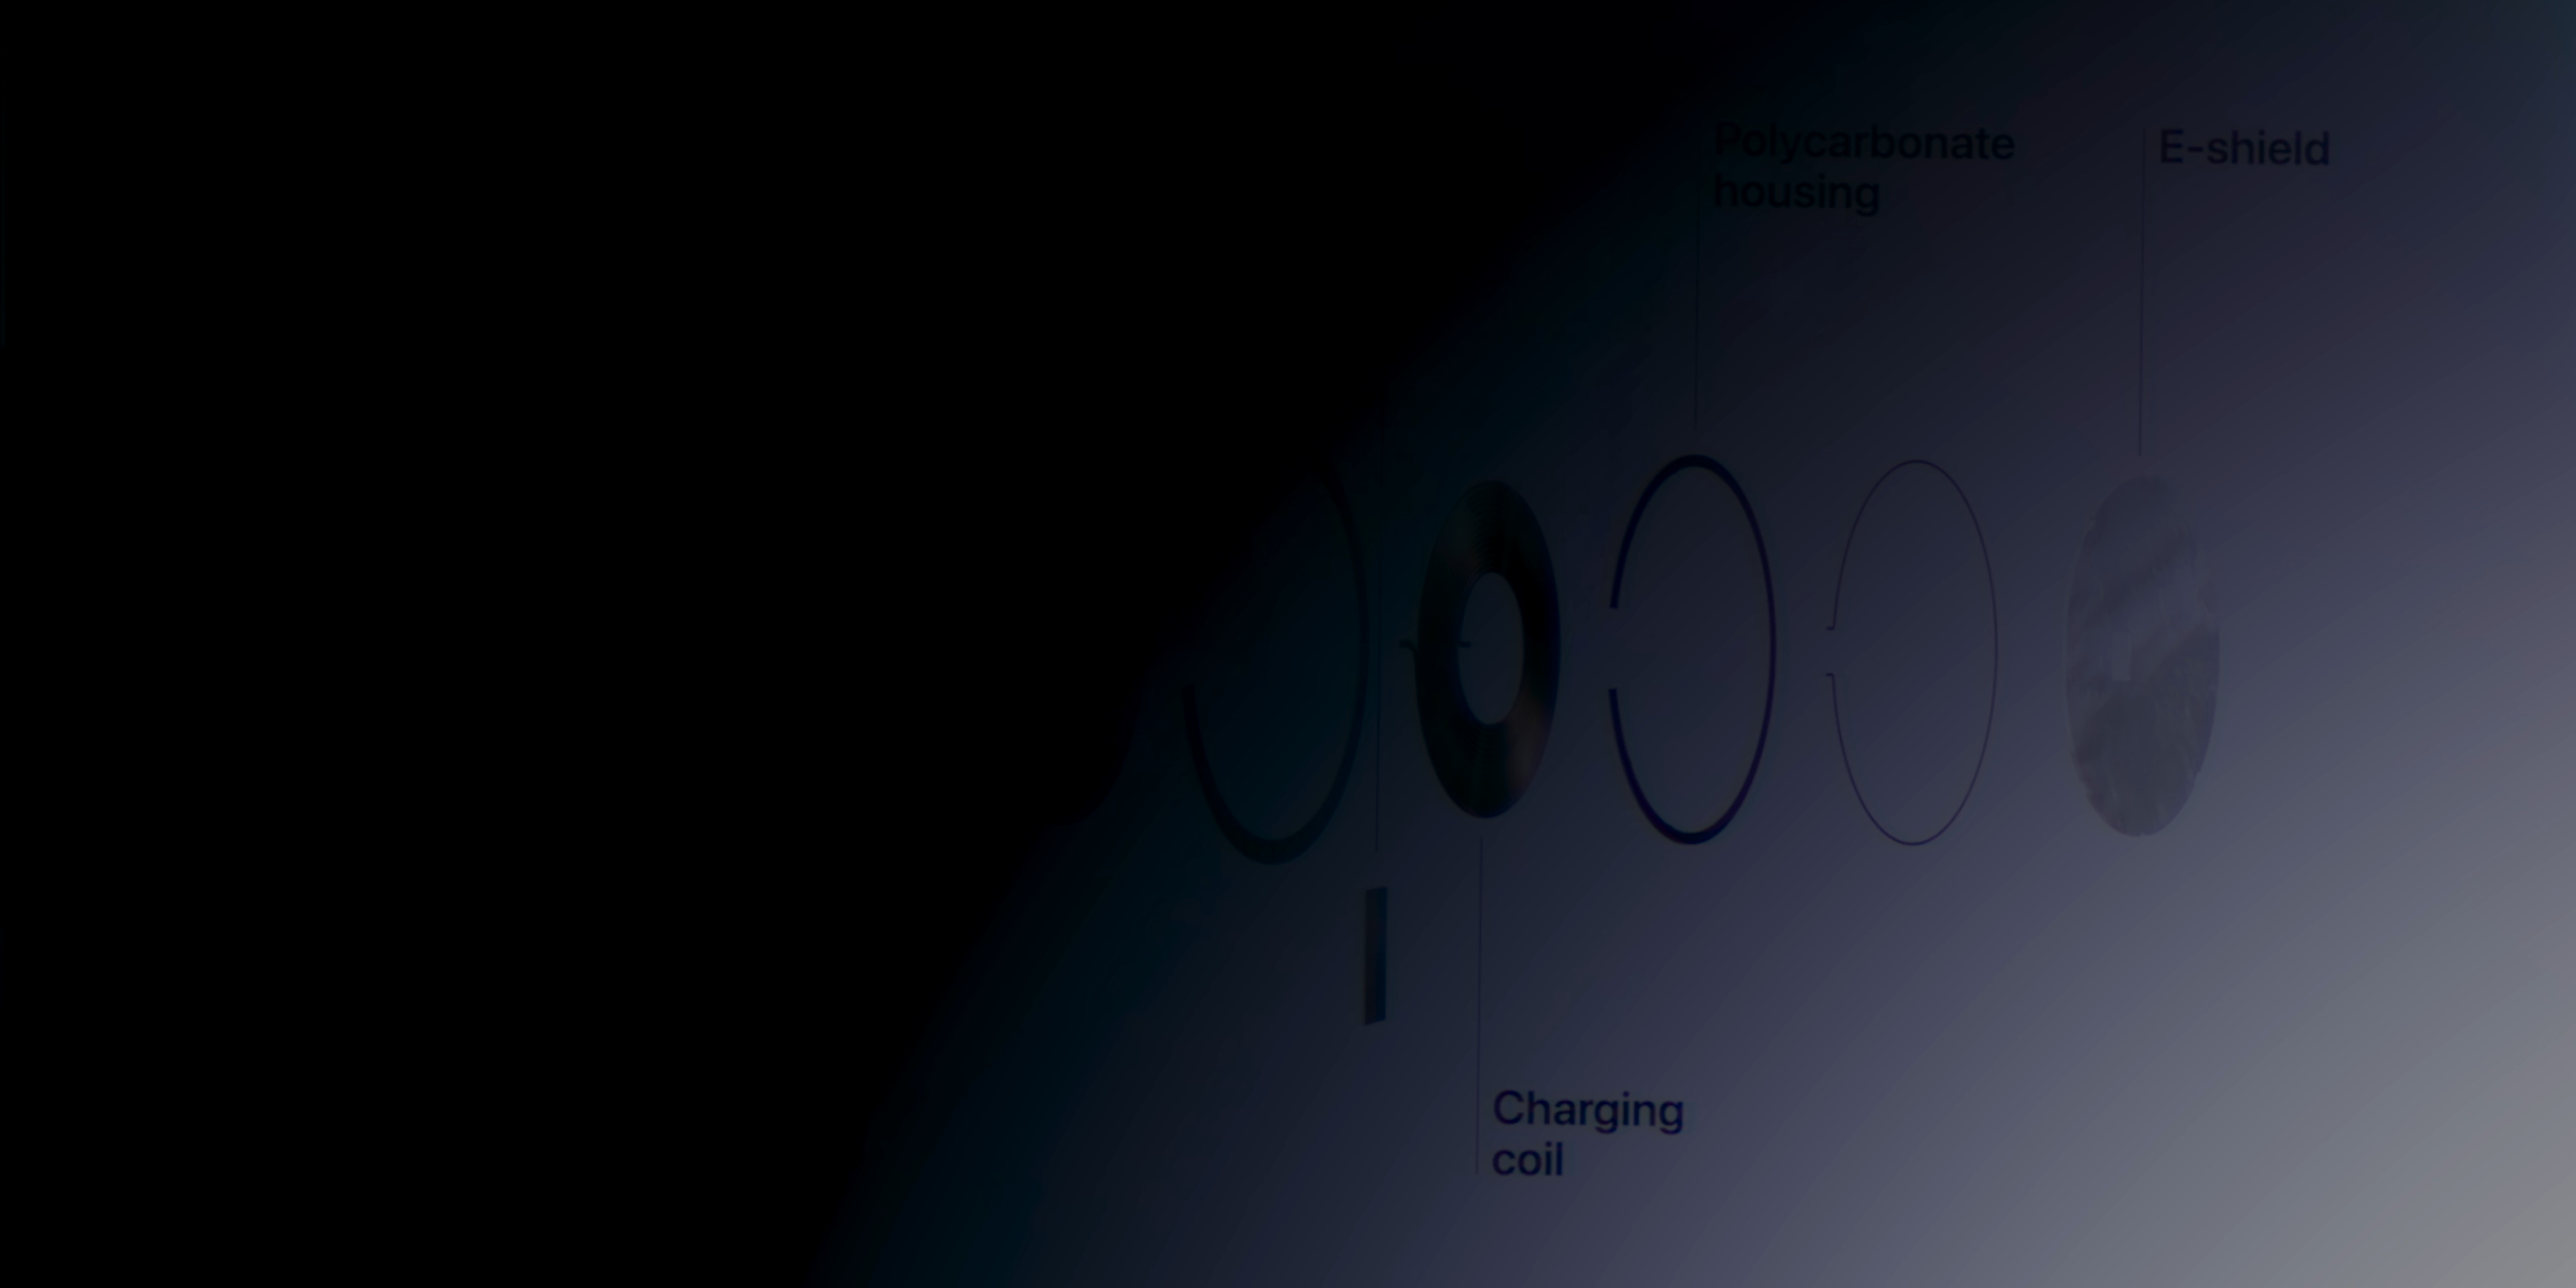 Polycarbonate
housing
E-shield
Charging
coil